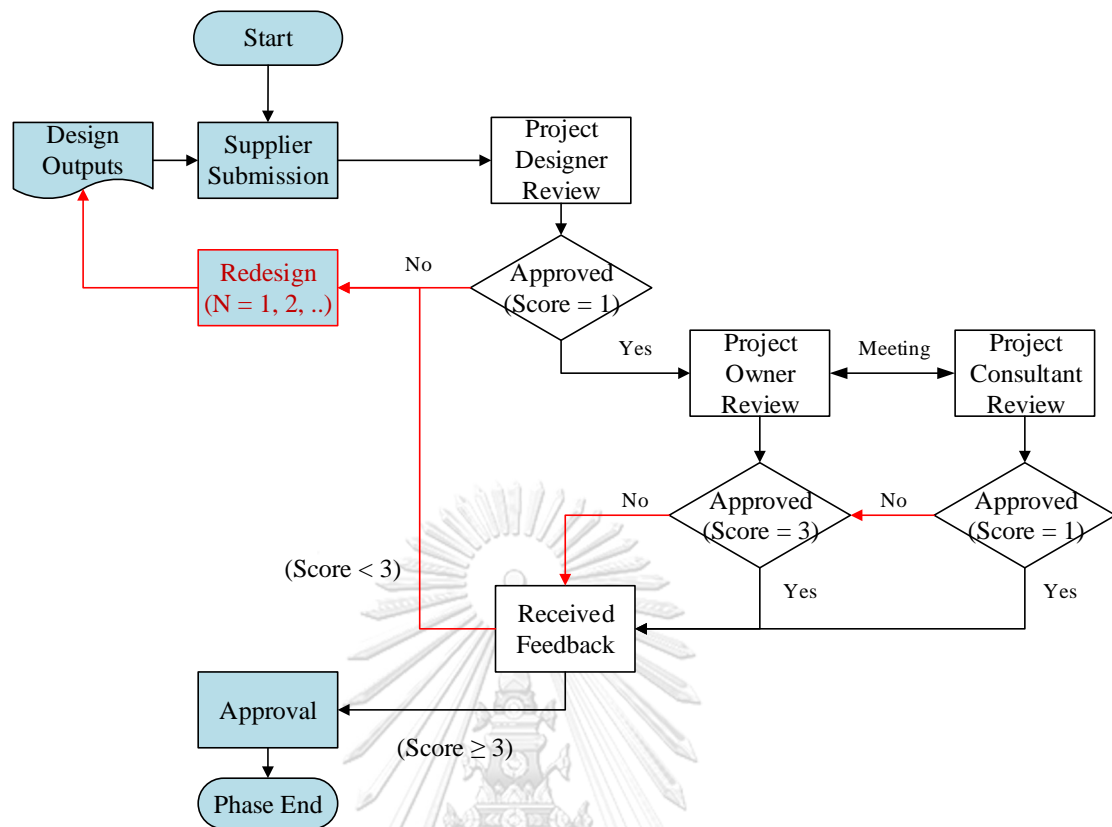 Start
Design
Outputs
Supplier
Submission
Project
Designer
Review
Redesign
(N = 1, 2, ..)
No
Approved
(Score = 1)
Yes
Project
Owner
Review
Meeting
Project
Consultant
Review
No
Approved
(Score = 3)
No
Approved
(Score = 1)
(Score < 3)
Yes
Yes
Received
Feedback
Approval
(Score ≥ 3)
Phase End